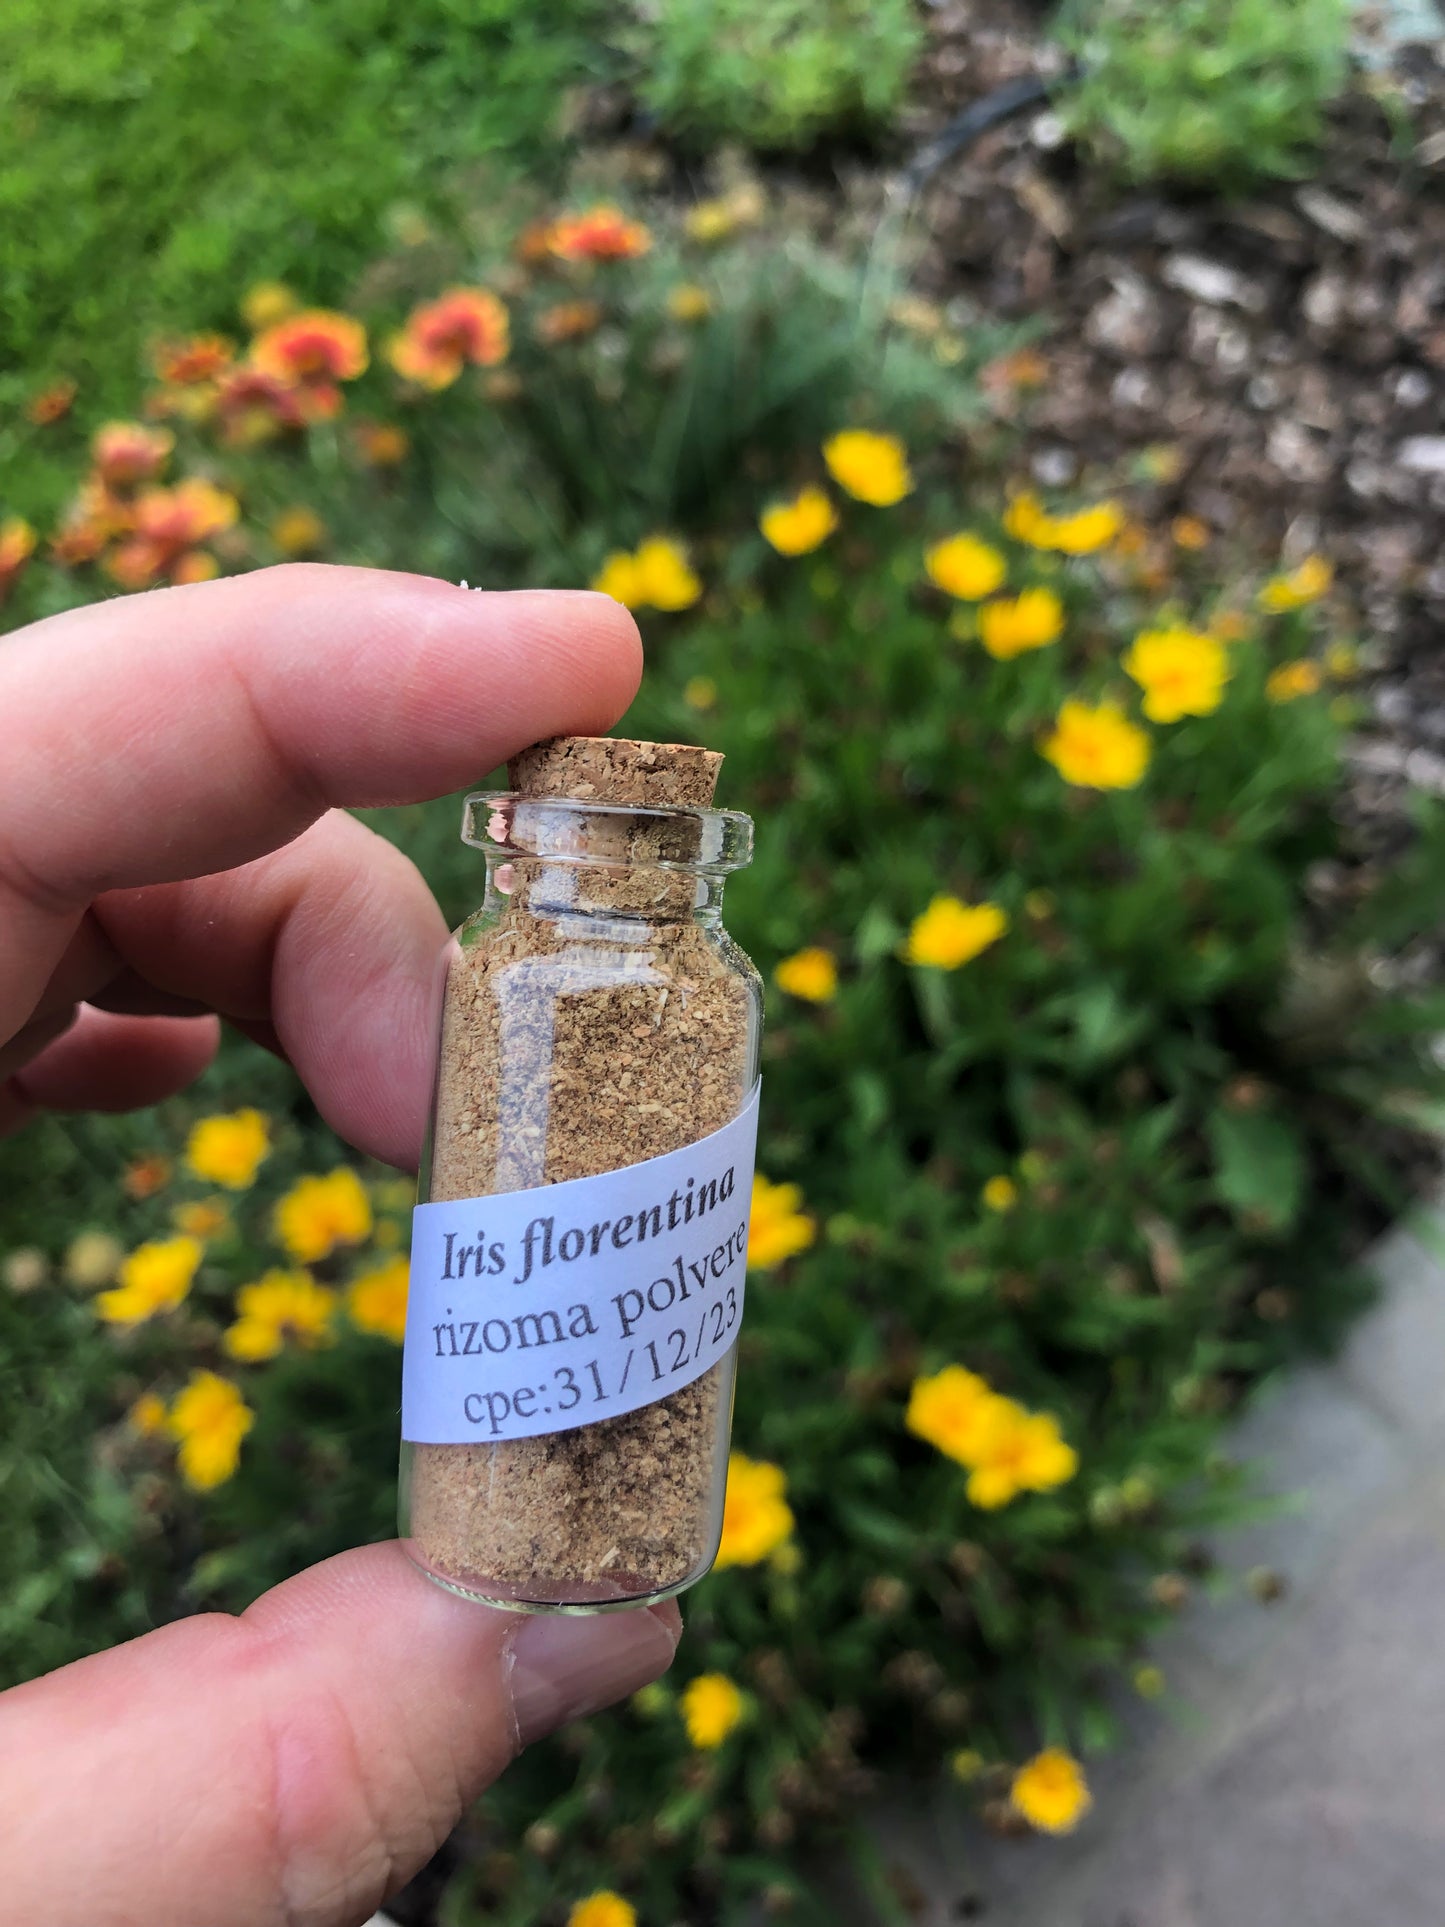 Iris florentina
rizoma polvere
cpe:31/12/23